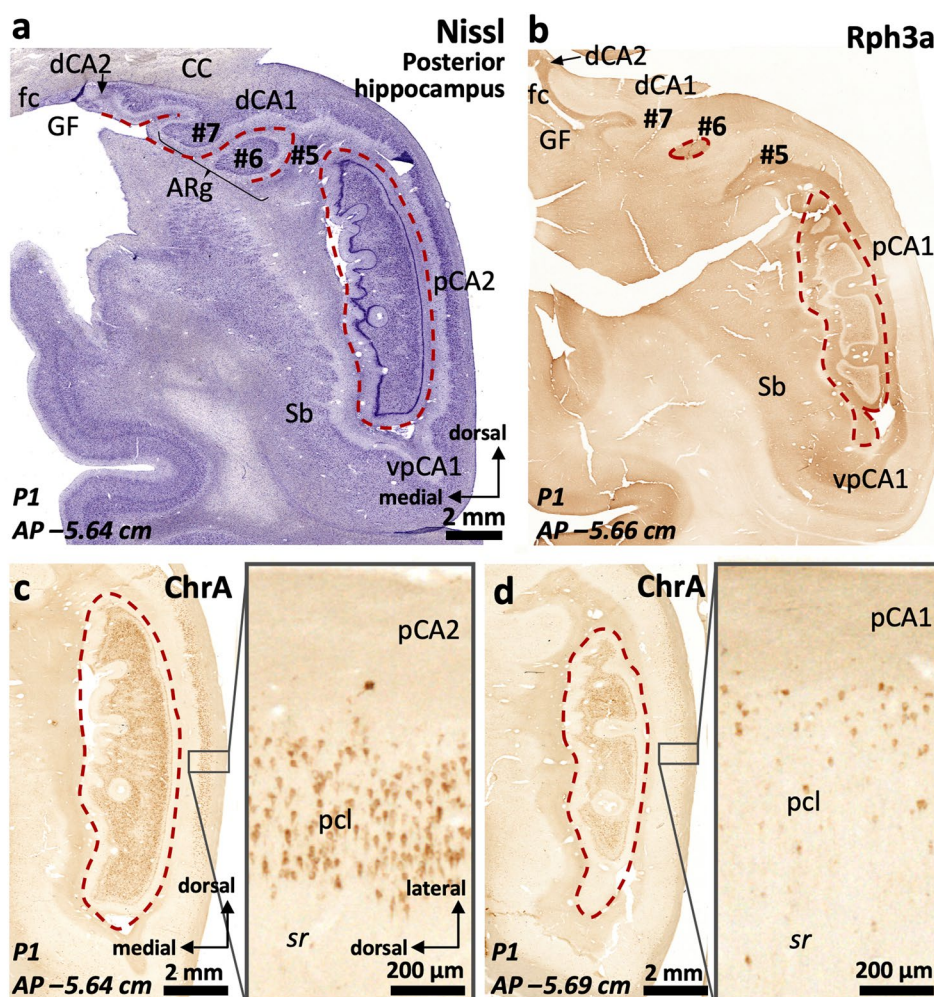 a
Nissl
Posterior
hippocampus
dCA2
CC
fc
GF
dCA1
#7
#6
#5
ARg
pCA2
Sb
vpCA1
dorsal
medial
P1
AP –5.64 cm
2 mm
b
Rph3a
dCA2
fc
dCA1
GF
#7
#6
#5
pCA1
Sb
vpCA1
P1
AP –5.66 cm
2 mm
c
ChrA
pCA2
pcl
dorsal
medial
lateral
dorsal
sr
P1
AP –5.64 cm
2 mm
200 µm
d
ChrA
pCA1
pcl
sr
P1
AP –5.69 cm
2 mm
200 µm